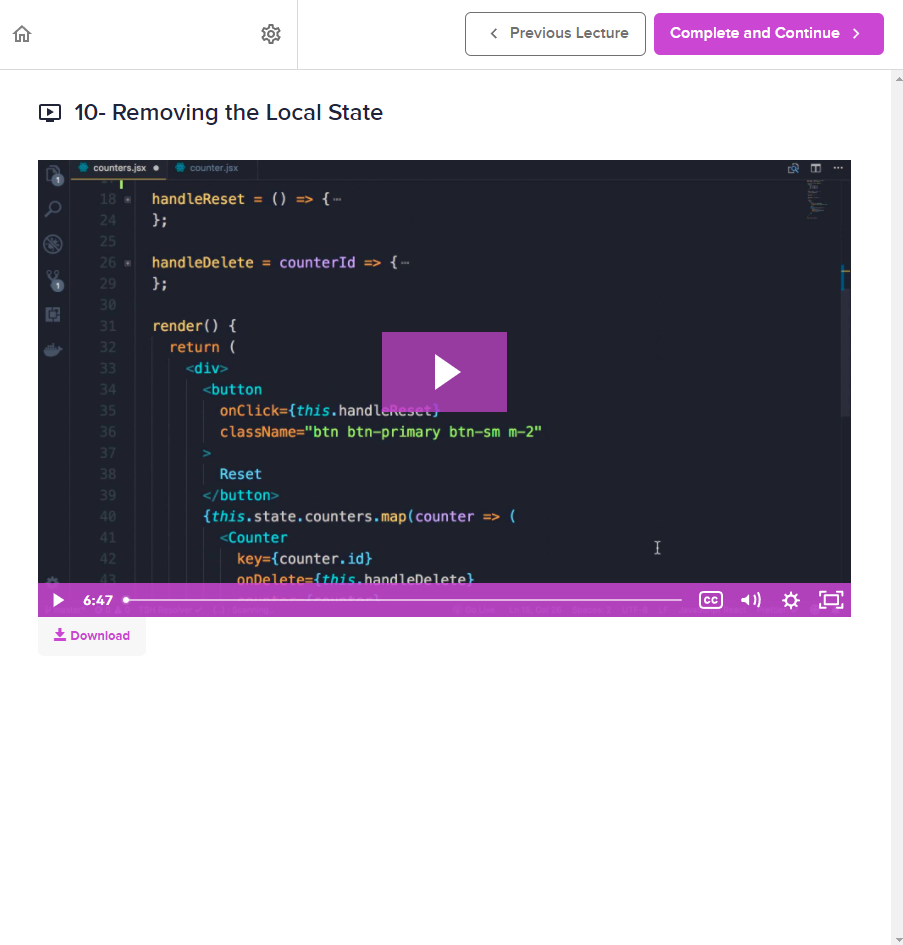 Previous Lecture
Complete and Continue
10- Removing the Local State
counters.jsx
counter.jsx
1
18 handleReset = () => {
24 };
25
26 handleDelete = counterId => {
29 };
30
1
31 render() {
32 return (
33 <div>
34 <button
35 onClick={this.handleReset}
36 className="btn btn-primary btn-sm m-2"
37 >
38 Reset
39 </button>
40 {this.state.counters.map(counter => (
41 <Counter
42 key={counter.id}
43 onDelete={this.handleDelete}
6:47
CC
Download